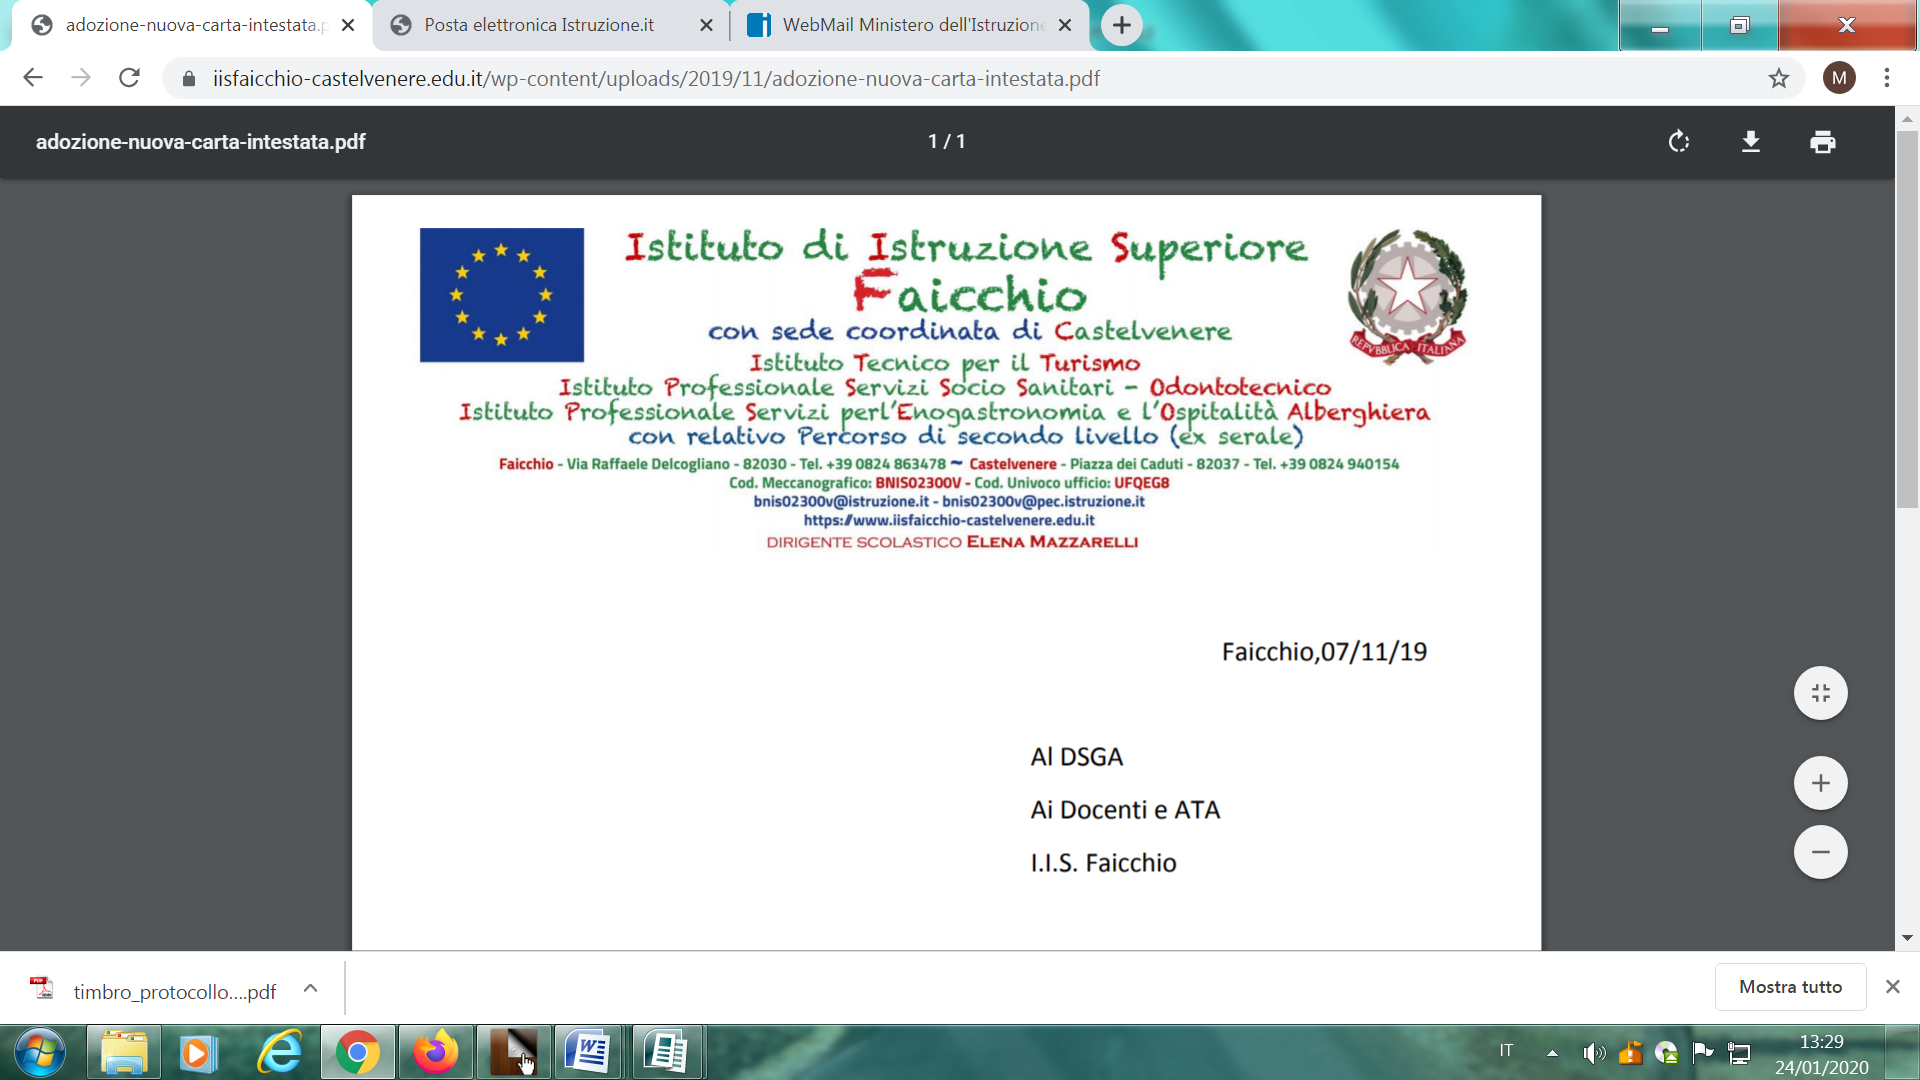 adozione-nuova-carta-intestata.p
Posta elettronica Istruzione.it
WebMail Ministero dell'Istruzione
iisfaicchio-castelvenere.edu.it/wp-content/uploads/2019/11/adozione-nuova-carta-intestata.pdf
M
adozione-nuova-carta-intestata.pdf
1 / 1
Istituto di Istruzione Superiore
Faicchio
con sede coordinata di Castelvenere
Istituto Tecnico per il Turismo
Istituto Professionale Servizi Socio Sanitari – Odontotecnico
Istituto Professionale Servizi perl'Enogastronomia e l'Ospitalità Alberghiera
con relativo Percorso di secondo livello (ex serale)
Faicchio - Via Raffaele Delcogliano - 82030 - Tel. +39 0824 863478 ~ Castelvenere - Piazza dei Caduti - 82037 - Tel. +39 0824 940154
Cod. Meccanografico: BNIS02300V - Cod. Univoco ufficio: UFQEG8
bnis02300v@istruzione.it - bnis02300v@pec.istruzione.it
https://www.iisfaicchio-castelvenere.edu.it
DIRIGENTE SCOLASTICO ELENA MAZZARELLI
REPVBBLICA ITALIANA
Faicchio,07/11/19
Al DSGA
Ai Docenti e ATA
I.I.S. Faicchio
timbro_protocollo....pdf
Mostra tutto
IT
13:29
24/01/2020